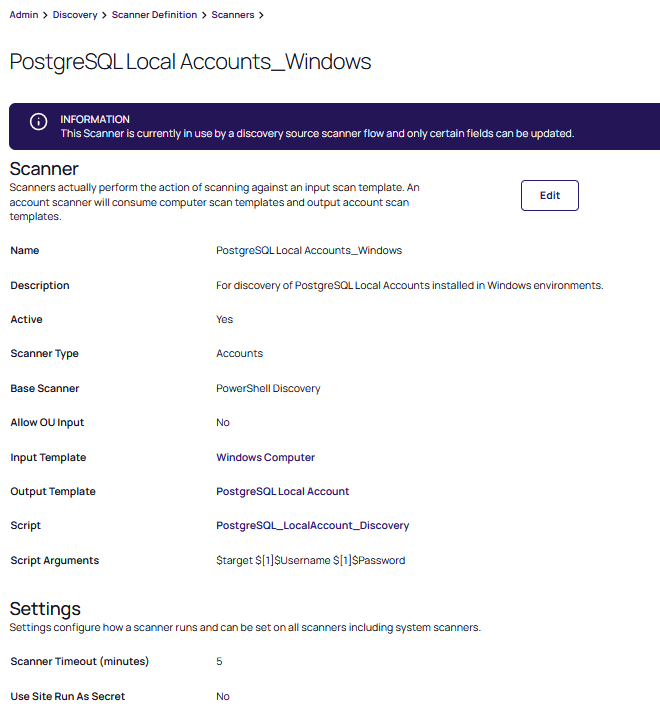 Admin > Discovery > Scanner Definition > Scanners >
PostgreSQL Local Accounts_Windows
INFORMATION
This Scanner is currently in use by a discovery source scanner flow and only certain fields can be updated.
Scanner
Scanners actually perform the action of scanning against an input scan template. An
account scanner will consume computer scan templates and output account scan
templates.
Edit
Name PostgreSQL Local Accounts_Windows
Description For discovery of PostgreSQL Local Accounts installed in Windows environments.
Active Yes
Scanner Type Accounts
Base Scanner PowerShell Discovery
Allow OU Input No
Input Template Windows Computer
Output Template PostgreSQL Local Account
Script PostgreSQL_LocalAccount_Discovery
Script Arguments $target $[1]$Username $[1]$Password
Settings
Settings configure how a scanner runs and can be set on all scanners including system scanners.
Scanner Timeout (minutes) 5
Use Site Run As Secret No